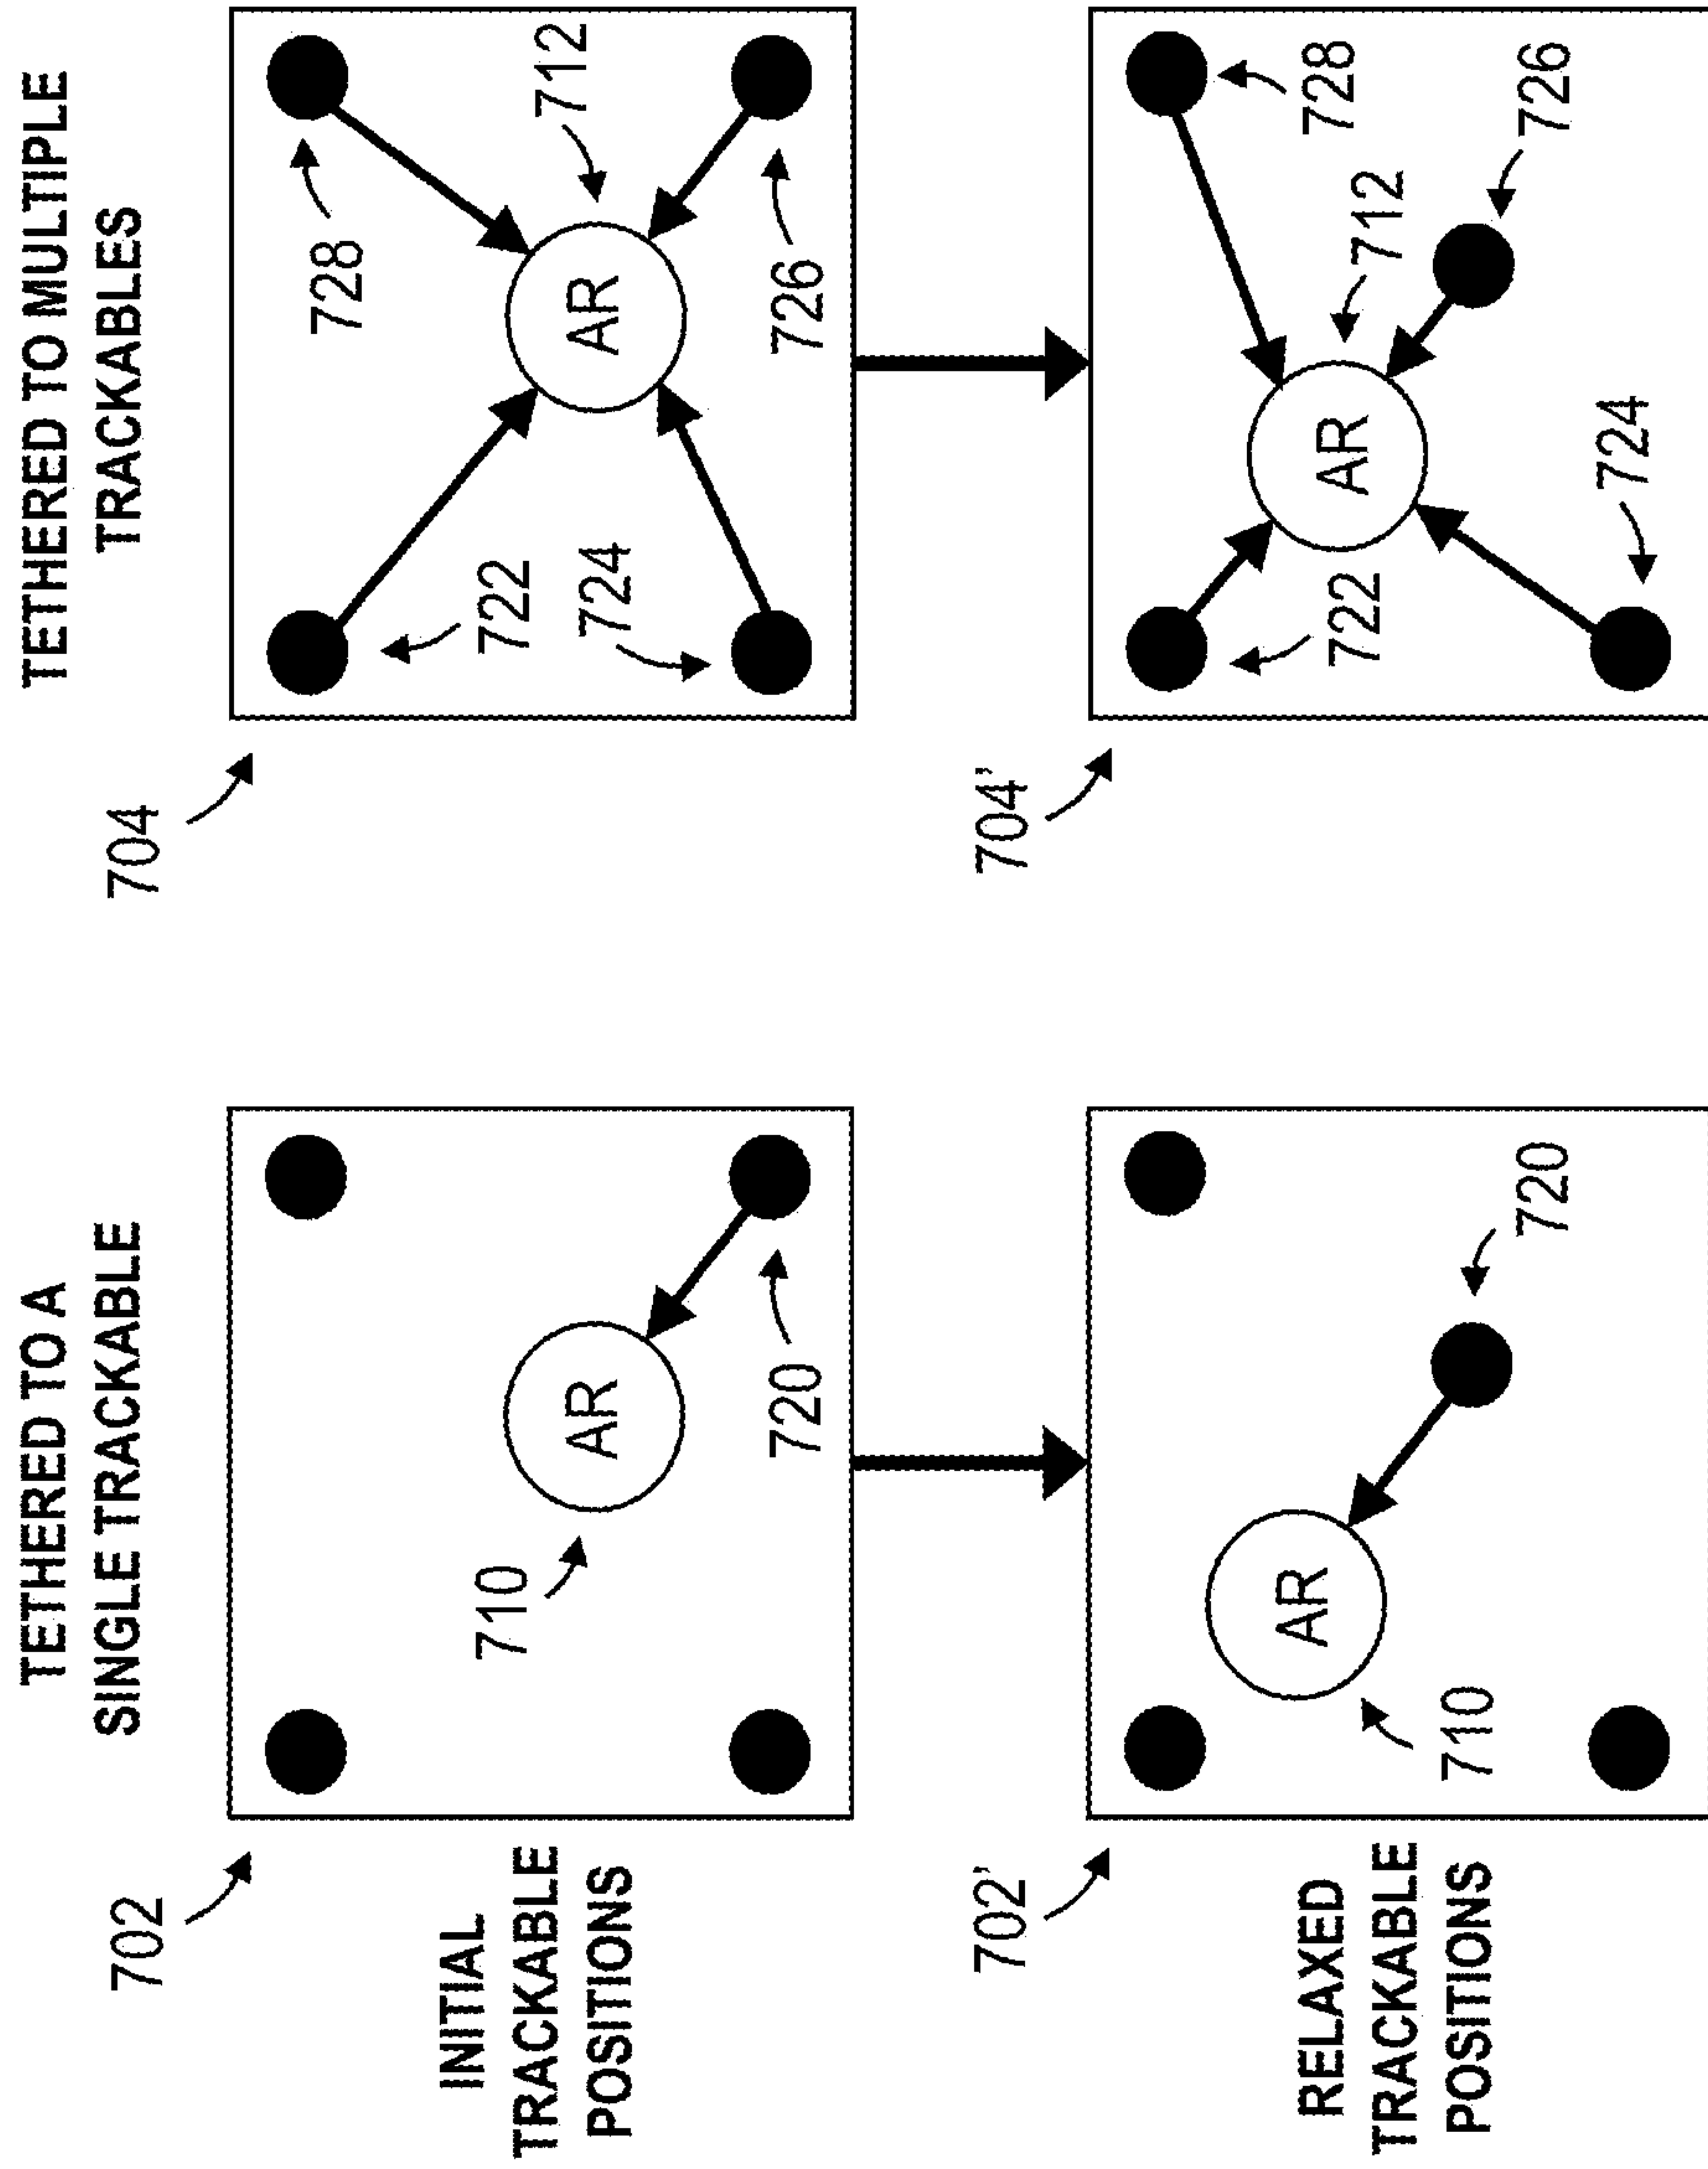 TETHERED TO A
SINGLE TRACKABLE
TETHERED TO MULTIPLE
TRACKABLES
702
704
INITIAL
TRACKABLE
POSITIONS
710
AR
720
722
724
AR
728
712
726
702'
704'
RELAXED
TRACKABLE
POSITIONS
710
AR
720
722
724
AR
712
728
726